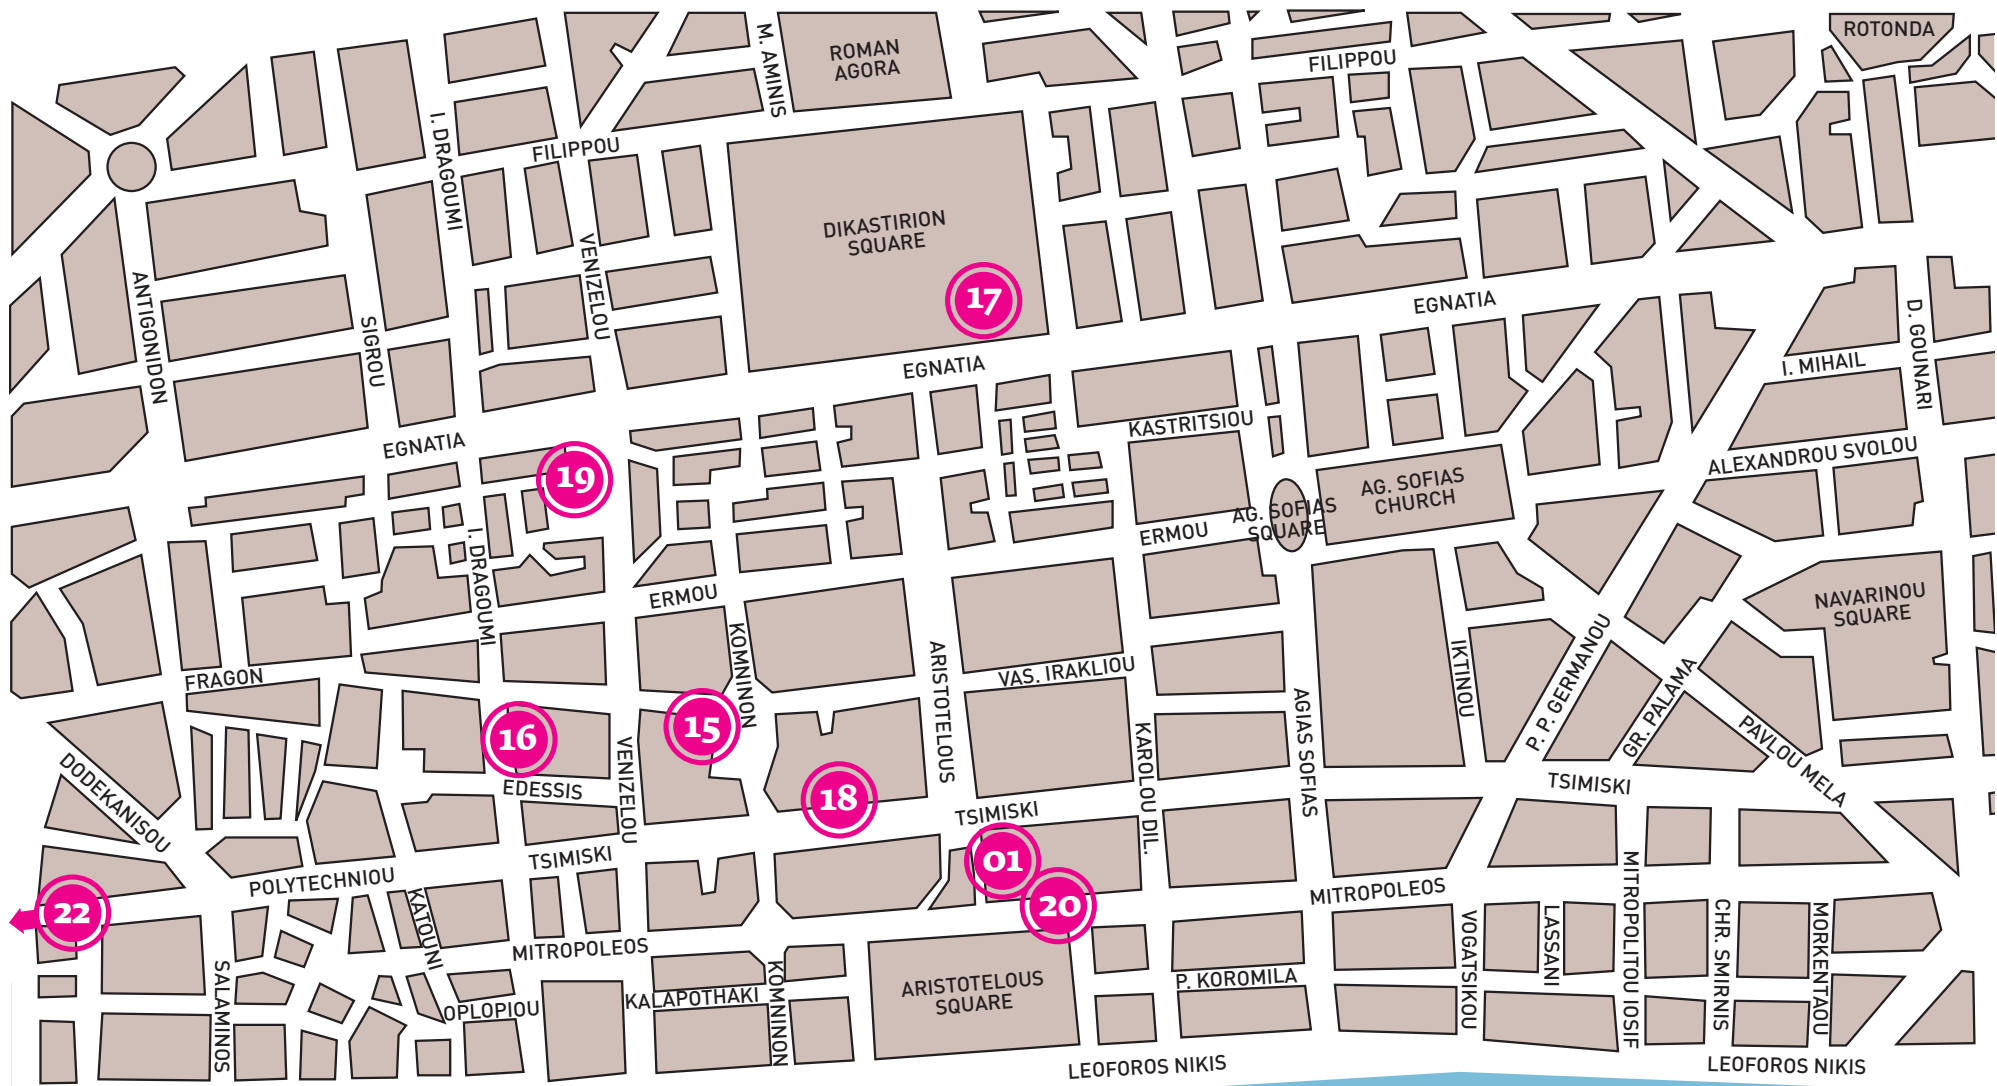 ROTONDA
M. AMINIS
ROMAN
AGORA
FILIPPOU
I. DRAGOUMI
FILIPPOU
DIKASTIRION
SQUARE
VENIZELOU
ANTIGONIDON
17
EGNATIA
SIGROU
D. GOUNARI
EGNATIA
I. MIHAIL
KASTRITSIOU
EGNATIA
ALEXANDROU SVOLOU
19
AG. SOFIAS
CHURCH
AG. SOFIAS
SQUARE
ERMOU
I. DRAGOUMI
ERMOU
NAVARINOU
SQUARE
KOMNINON
ARISTOTELOUS
VAS. IRAKLIOU
IKTINOU
P. P. GERMANOU
GR. PALAMA
FRAGON
AGIAS SOFIAS
15
16
PAVLOU MELA
KAROLOU DIL.
VENIZELOU
DODEKANISOU
EDESSIS
18
TSIMISKI
TSIMISKI
TSIMISKI
01
POLYTECHNIOU
MITROPOLEOS
20
22
KATOUNI
MITROPOLEOS
VOGATSIKOU
LASSANI
MITROPOLITOU IOSIF
CHR. SMIRNIS
MORKENTAOU
SALAMINOS
OPLOPIOU
KALAPOTHAKI
KOMNINON
ARISTOTELOUS
SQUARE
P. KOROMILA
LEOFOROS NIKIS
LEOFOROS NIKIS